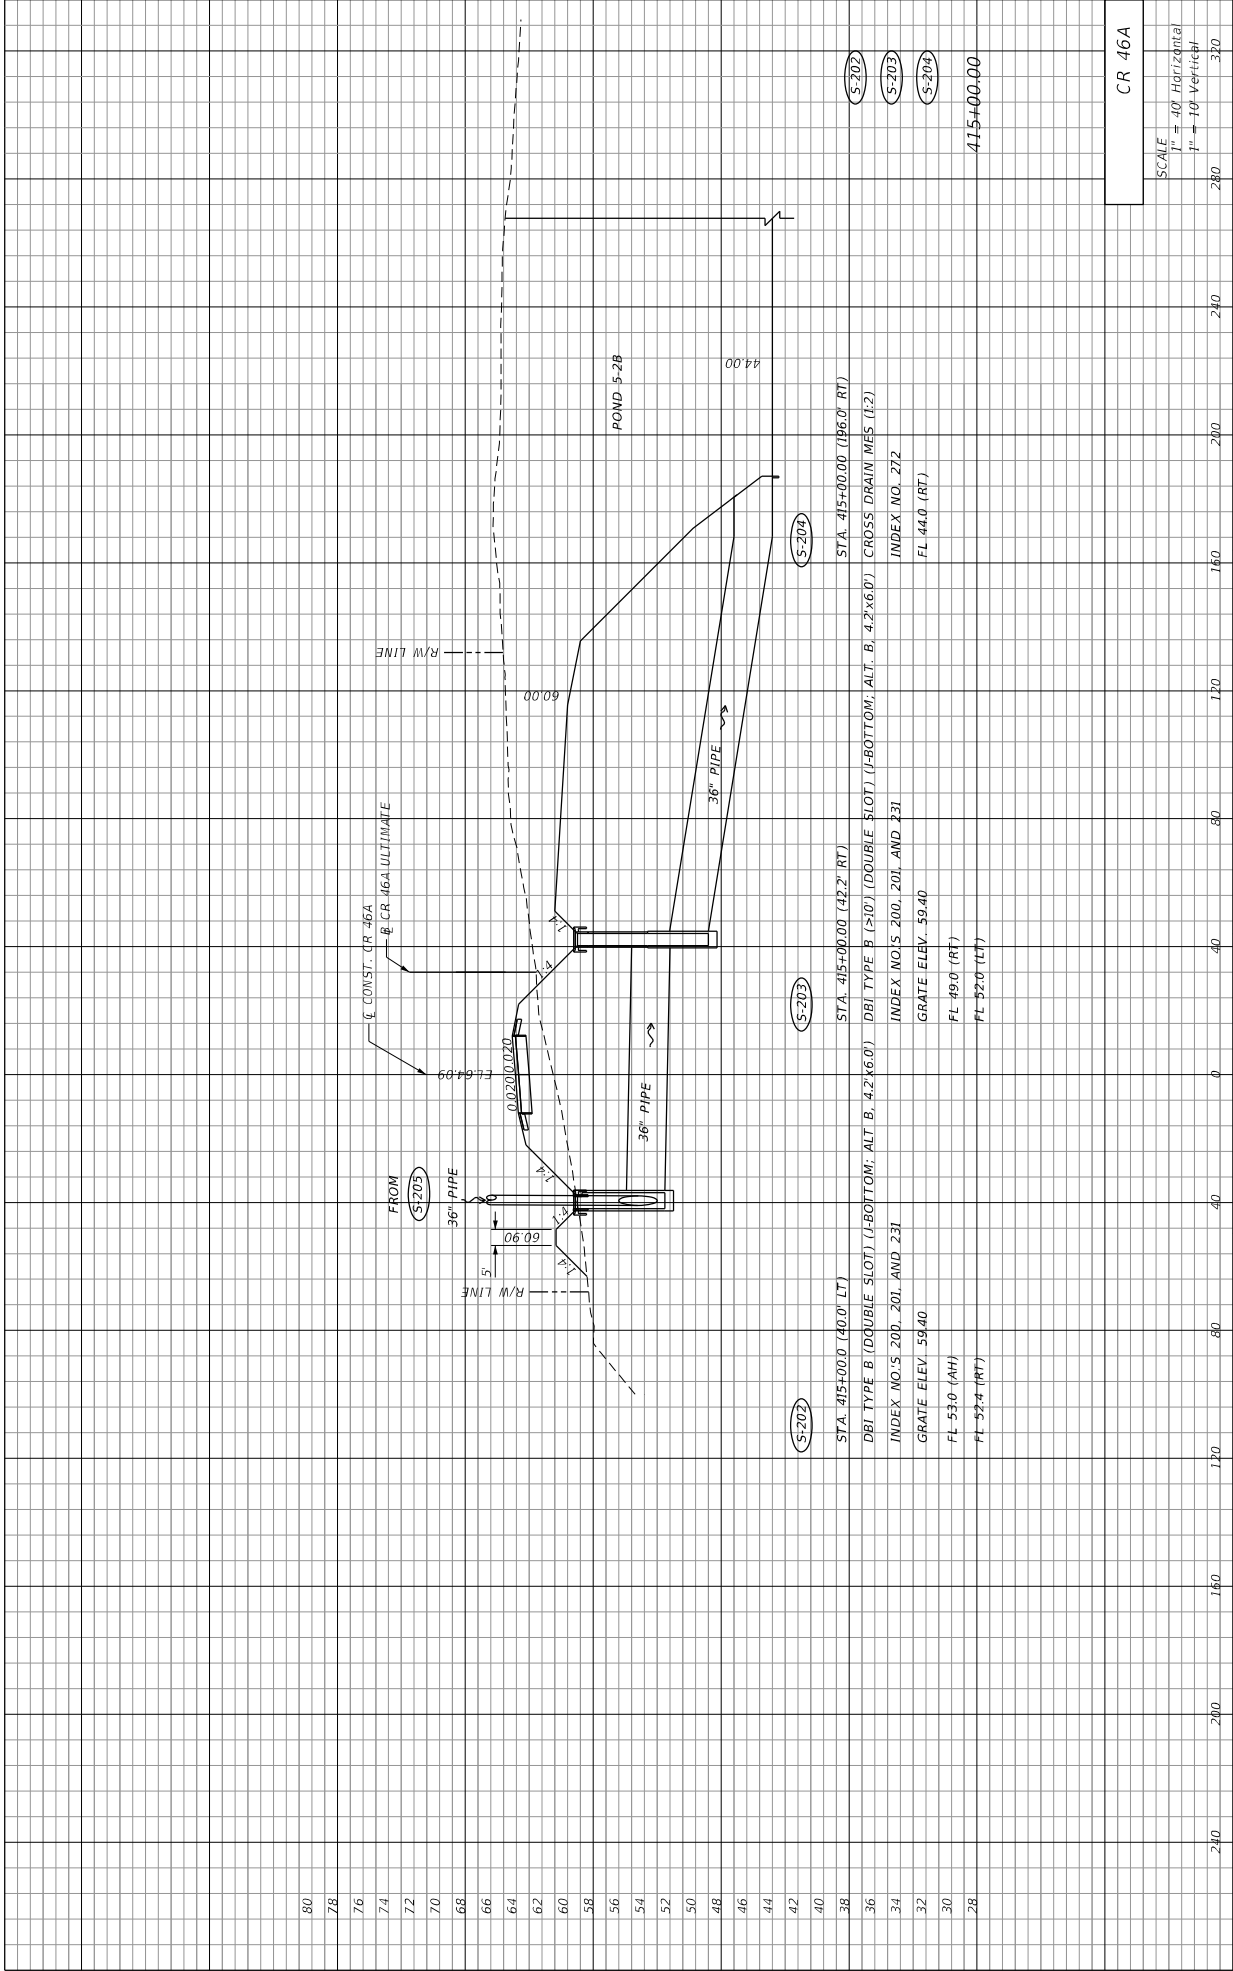 CR 46A
SCALE
1" = 40' Horizontal
1" = 10' Vertical
320
280
240
200
160
120
80
40
0
40
80
120
160
200
240
80
78
76
74
72
70
68
66
64
62
60
58
56
54
52
50
48
46
44
42
40
38
36
34
32
30
28
S-202
S-203
S-204
415+00.00
℄ CONST. CR 46A
℄ CR 46A ULTIMATE
R/W LINE
EL.64.09
0.020
0.020
FROM
S-205
36" PIPE
5'
60.90
R/W LINE
1:4
1:4
1:4
1:4
1:4
60.00
POND 5-2B
44.00
36" PIPE
36" PIPE
S-202
STA. 415+00.0 (40.0' LT)
DBI TYPE B (DOUBLE SLOT) (J-BOTTOM; ALT B, 4.2'x6.0')
INDEX NO.'S 200, 201, AND 231
GRATE ELEV. 59.40
FL 53.0 (AH)
FL 52.4 (RT)
S-203
STA. 415+00.00 (42.2' RT)
DBI TYPE B (>10') (DOUBLE SLOT) (J-BOTTOM; ALT. B, 4.2'x6.0')
INDEX NO.'S 200, 201, AND 231
GRATE ELEV. 59.40
FL 49.0 (RT)
FL 52.0 (LT)
S-204
STA. 415+00.00 (196.0' RT)
CROSS DRAIN MES (1:2)
INDEX NO. 272
FL 44.0 (RT)